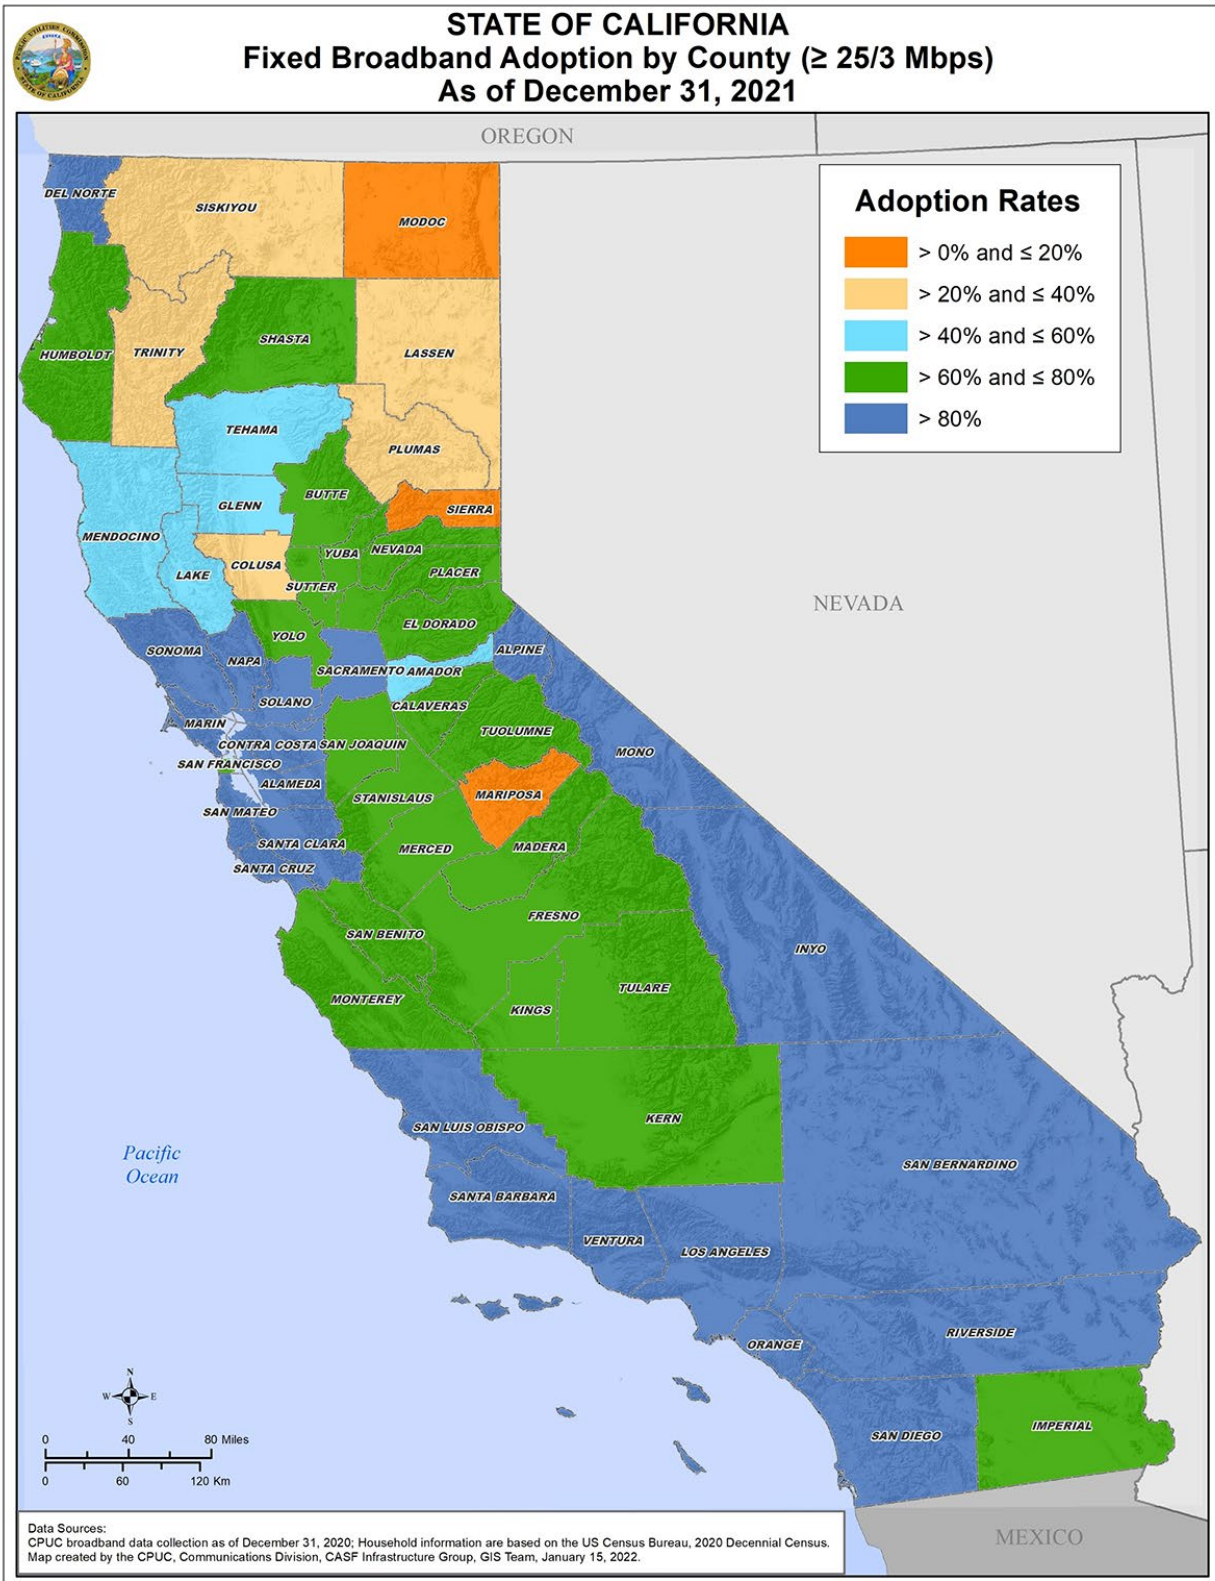 STATE OF CALIFORNIA
Fixed Broadband Adoption by County (≥ 25/3 Mbps)
As of December 31, 2021
OREGON
Adoption Rates
> 0% and ≤ 20%
> 20% and ≤ 40%
> 40% and ≤ 60%
> 60% and ≤ 80%
> 80%
DEL NORTE
SISKIYOU
MODOC
HUMBOLDT
TRINITY
SHASTA
LASSEN
TEHAMA
PLUMAS
MENDOCINO
GLENN
BUTTE
SIERRA
LAKE
COLUSA
SUTTER
YUBA
NEVADA
PLACER
NEVADA
YOLO
EL DORADO
SONOMA
NAPA
SACRAMENTO
AMADOR
ALPINE
SOLANO
CALAVERAS
MARIN
TUOLUMNE
CONTRA COSTA
SAN JOAQUIN
MONO
SAN FRANCISCO
ALAMEDA
STANISLAUS
MARIPOSA
SAN MATEO
SANTA CLARA
MERCED
MADERA
SANTA CRUZ
FRESNO
SAN BENITO
INYO
MONTEREY
KINGS
TULARE
KERN
SAN LUIS OBISPO
Pacific
Ocean
SAN BERNARDINO
SANTA BARBARA
VENTURA
LOS ANGELES
ORANGE
RIVERSIDE
SAN DIEGO
IMPERIAL
MEXICO
N
W E
S
0 40 80 Miles
0 60 120 Km
Data Sources:
CPUC broadband data collection as of December 31, 2020; Household information are based on the US Census Bureau, 2020 Decennial Census.
Map created by the CPUC, Communications Division, CASF Infrastructure Group, GIS Team, January 15, 2022.